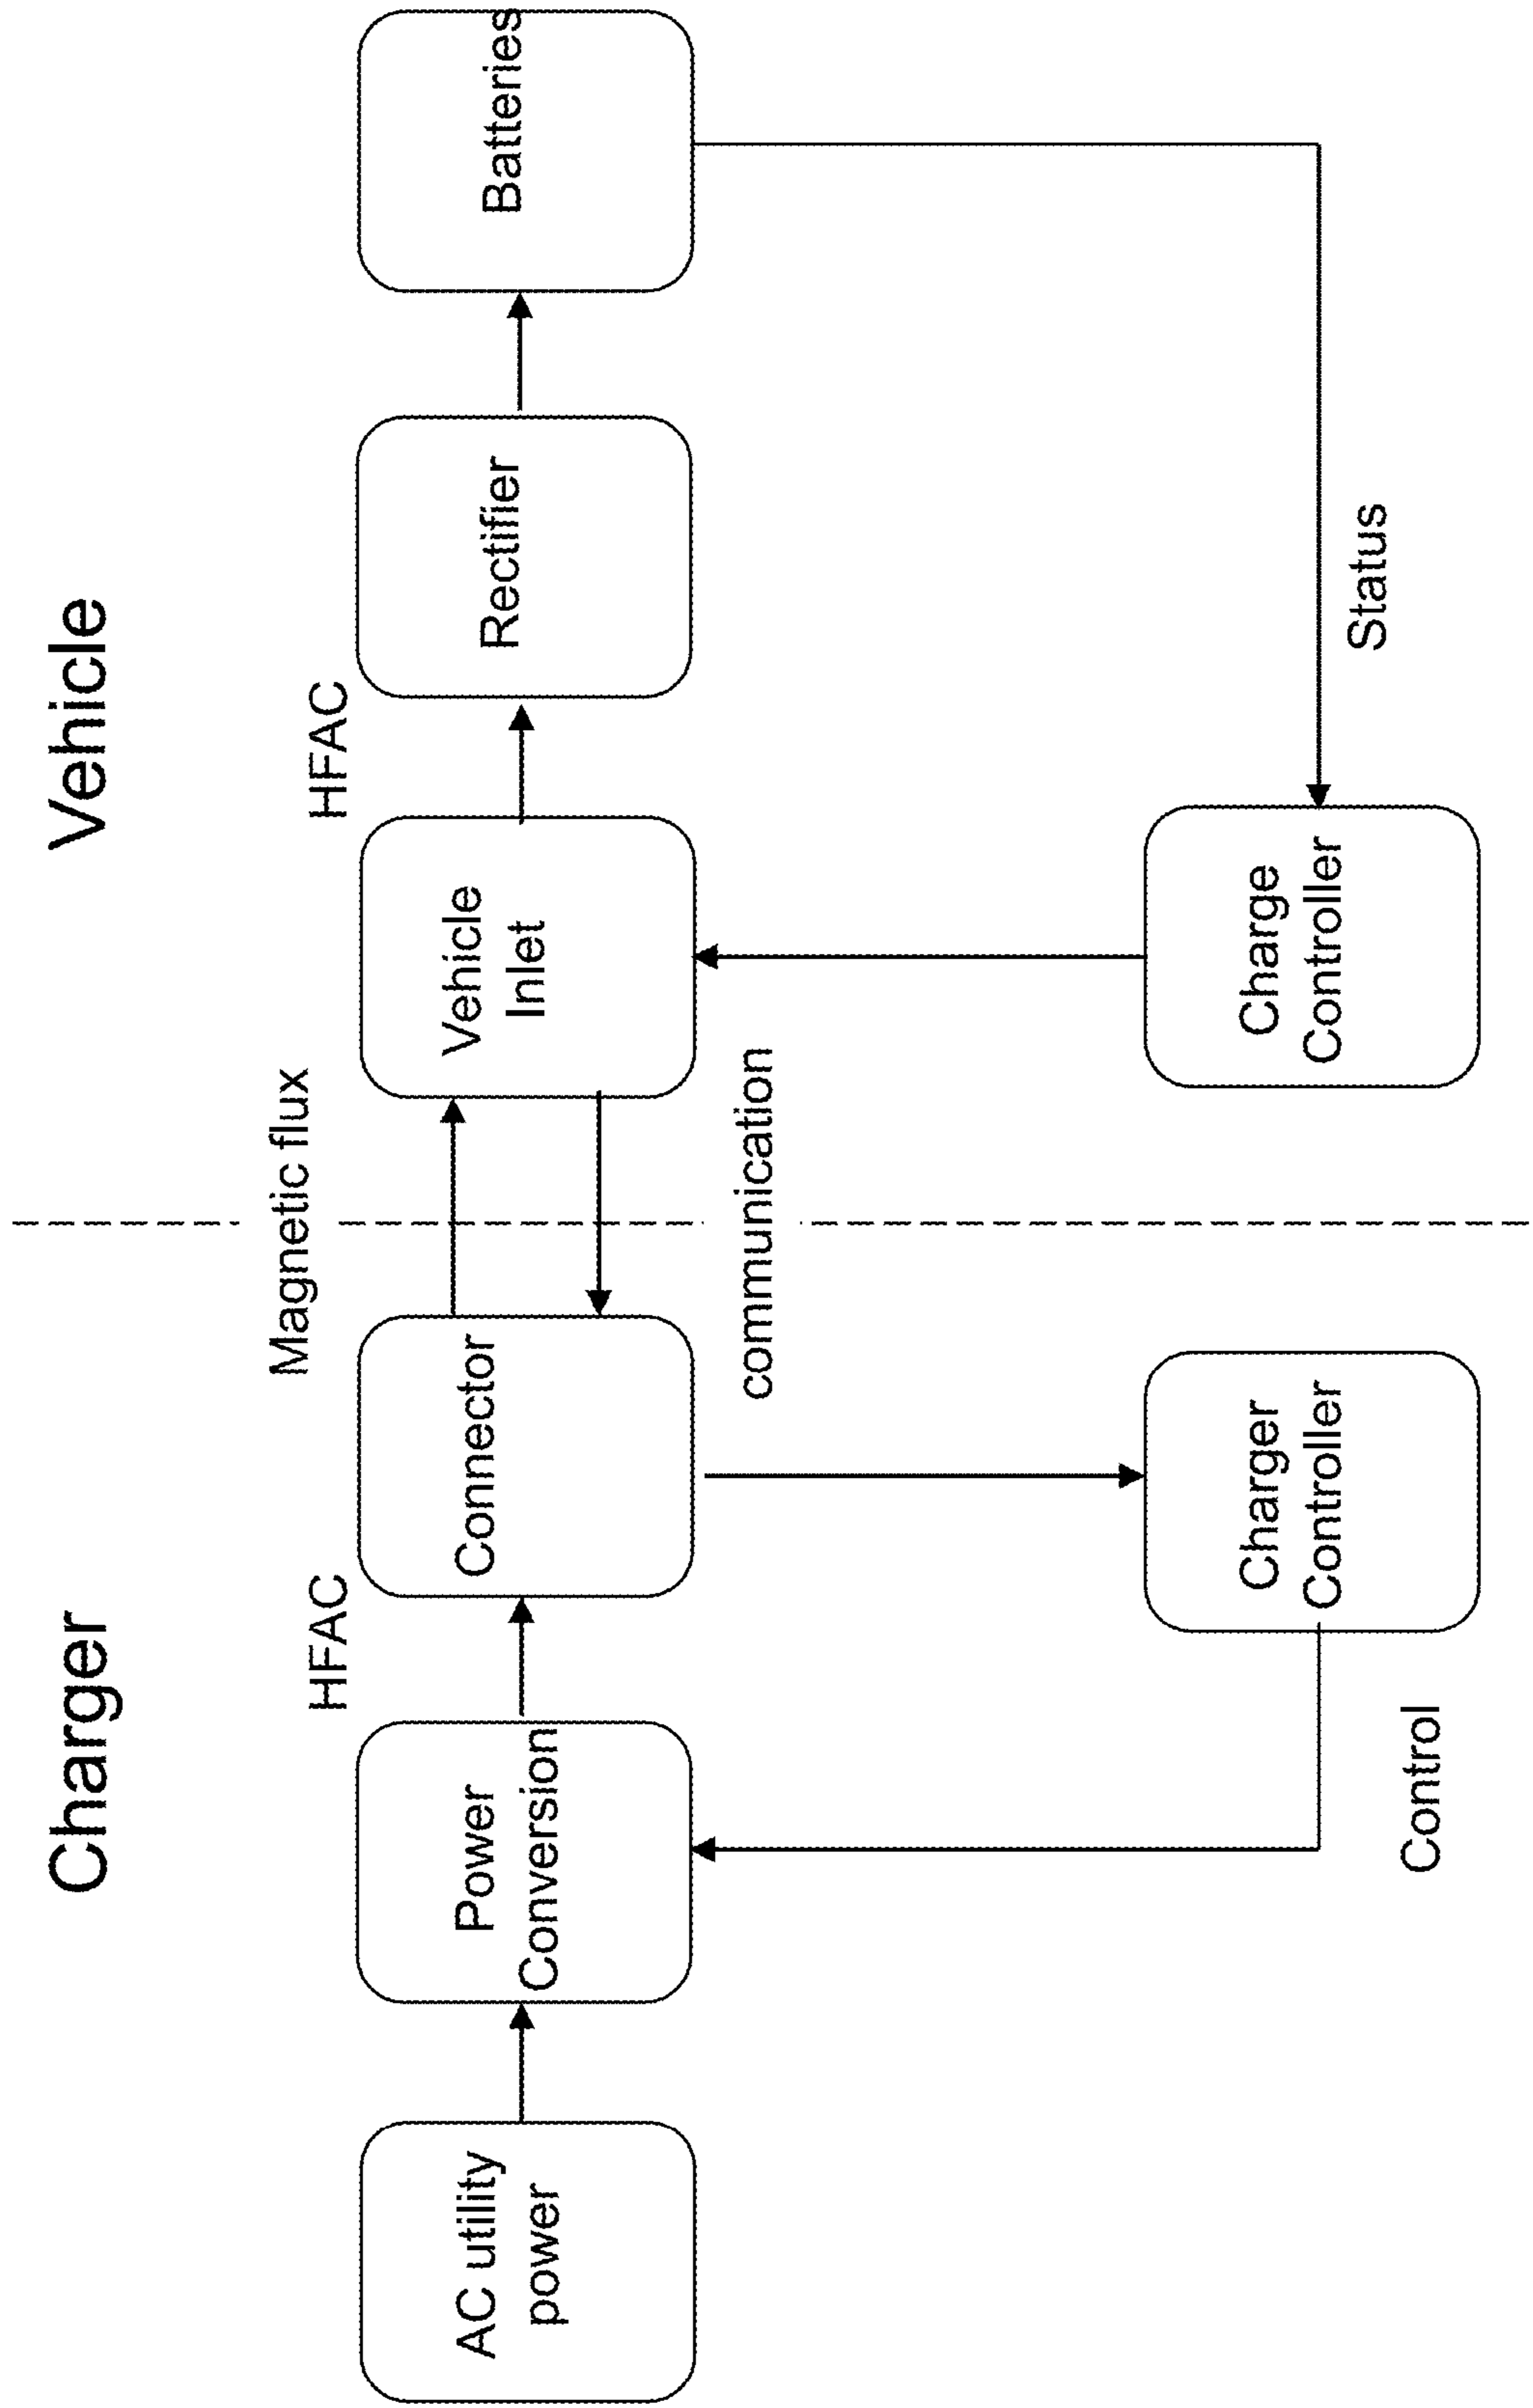 Charger
Vehicle
HFAC
Magnetic flux
HFAC
AC utility
power
Power
Conversion
Connector
Vehicle
Inlet
Rectifier
Batteries
communication
Charger
Controller
Charge
Controller
Status
Control